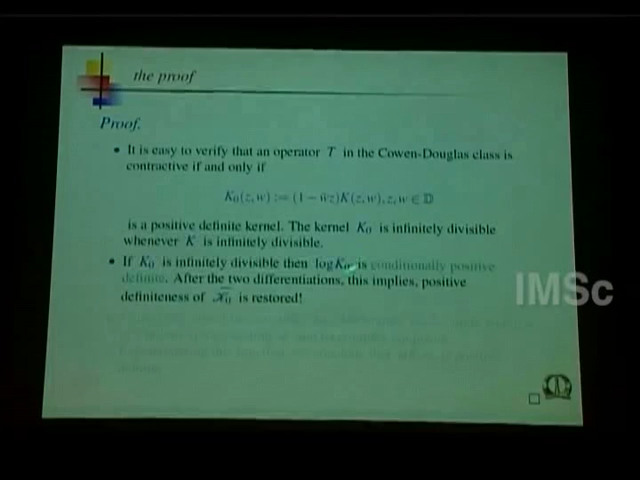 the proof
Proof.
• It is easy to verify that an operator T in the Cowen-Douglas class is
contractive if and only if
K₀(z, w) := (1 − w̄z)K(z, w), z, w ∈ 𝔻
is a positive definite kernel. The kernel K₀ is infinitely divisible
whenever K is infinitely divisible.
• If K₀ is infinitely divisible then log K₀ is conditionally positive
definite. After the two differentiations, this implies, positive
definiteness of 𝒦̅₀ is restored!
IMSc